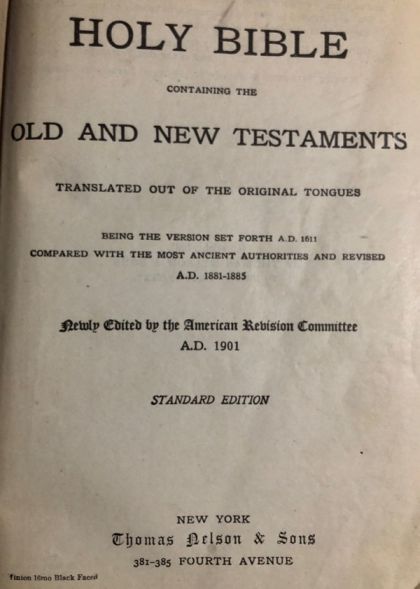 HOLY BIBLE
CONTAINING THE
OLD AND NEW TESTAMENTS
TRANSLATED OUT OF THE ORIGINAL TONGUES
BEING THE VERSION SET FORTH A.D. 1611
COMPARED WITH THE MOST ANCIENT AUTHORITIES AND REVISED
A.D. 1881-1885
Newly Edited by the American Revision Committee
A.D. 1901
STANDARD EDITION
NEW YORK
Thomas Nelson & Sons
381-385 FOURTH AVENUE
16mo Black Faced